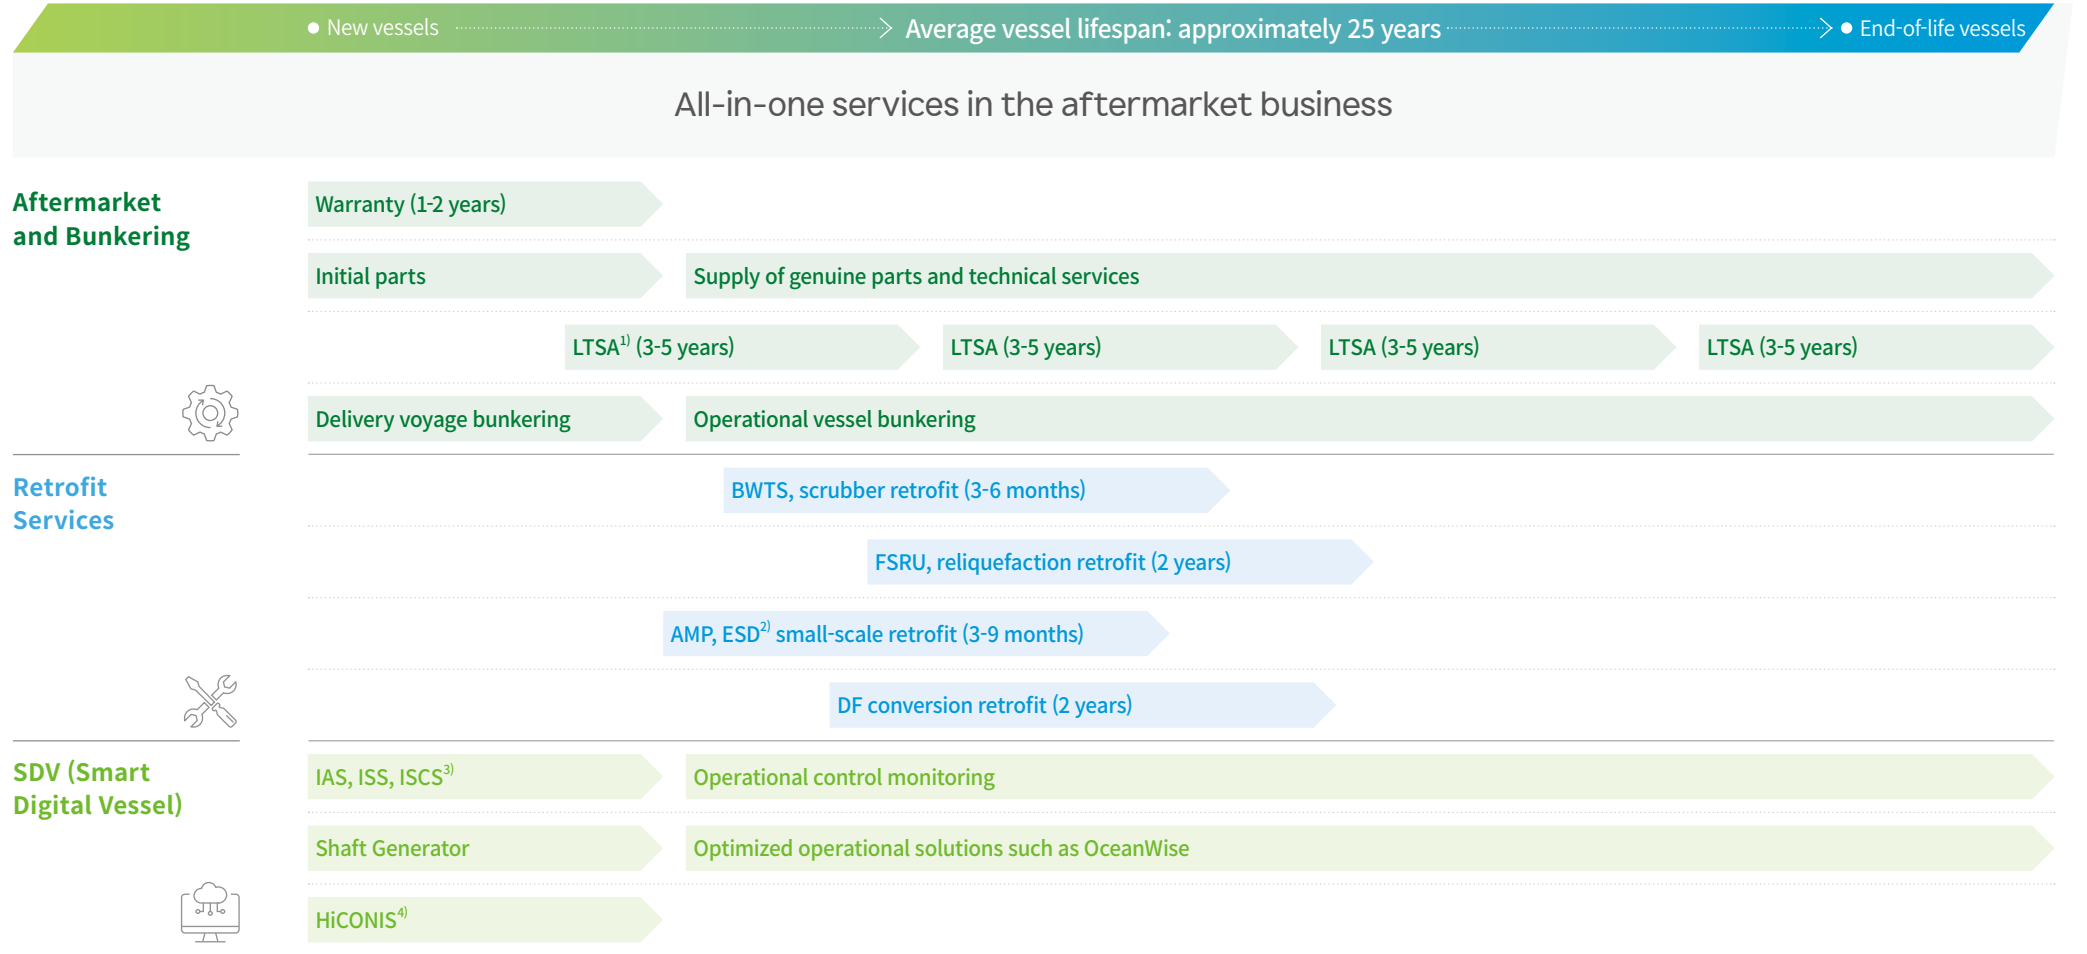 New vessels
Average vessel lifespan: approximately 25 years
End-of-life vessels
All-in-one services in the aftermarket business
Aftermarket
and Bunkering
Warranty (1-2 years)
Initial parts
Supply of genuine parts and technical services
LTSA1) (3-5 years)
LTSA (3-5 years)
LTSA (3-5 years)
LTSA (3-5 years)
Delivery voyage bunkering
Operational vessel bunkering
Retrofit
Services
BWTS, scrubber retrofit (3-6 months)
FSRU, reliquefaction retrofit (2 years)
AMP, ESD2) small-scale retrofit (3-9 months)
DF conversion retrofit (2 years)
SDV (Smart
Digital Vessel)
IAS, ISS, ISCS3)
Operational control monitoring
Shaft Generator
Optimized operational solutions such as OceanWise
HiCONIS4)